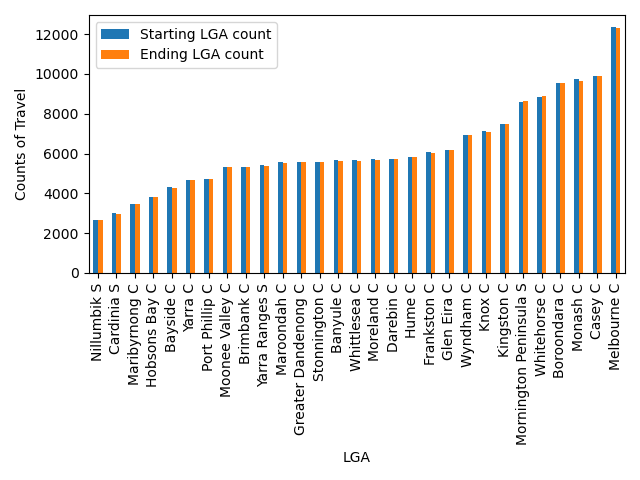 12000
10000
8000
6000
4000
2000
0
Counts of Travel
Starting LGA count
Ending LGA count
Nillumbik S
Cardinia S
Maribyrnong C
Hobsons Bay C
Bayside C
Yarra C
Port Phillip C
Moonee Valley C
Brimbank C
Yarra Ranges S
Maroondah C
Greater Dandenong C
Stonnington C
Banyule C
Whittlesea C
Moreland C
Darebin C
Hume C
Frankston C
Glen Eira C
Wyndham C
Knox C
Kingston C
Mornington Peninsula S
Whitehorse C
Boroondara C
Monash C
Casey C
Melbourne C
LGA